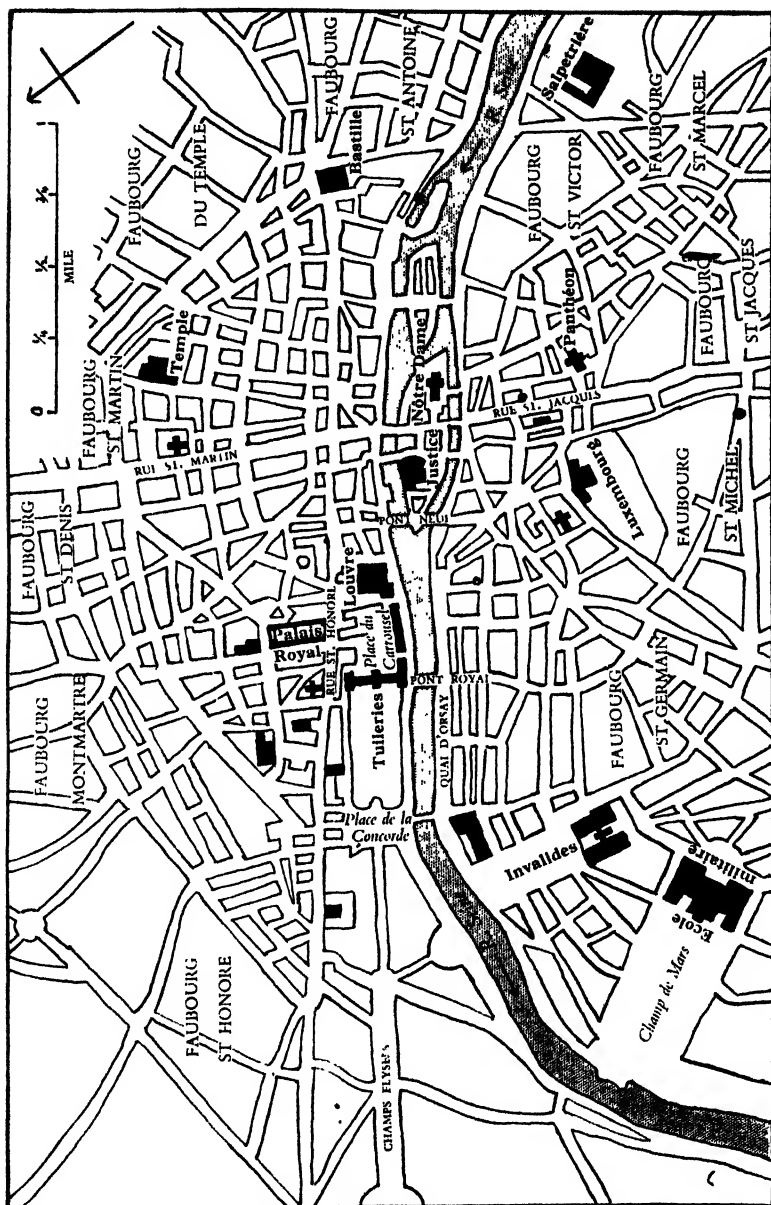 FAUBOURG
ST HONORE
FAUBOURG
MONTMARTRE
FAUBOURG
ST DENIS
FAUBOURG
ST MARTIN
FAUBOURG
DU TEMPLE
FAUBOURG
ST ANTOINE
0 1/4 1/2 3/4
MILE
RUE ST. MARTIN
Temple
Bastille
CHAMPS ELYSEES
Place de la
Concorde
Tuileries
Palais
Royal
RUE ST. HONORE
Place du
Carrousel
Louvre
PONT NEUF
Justice
Nôtre Dame
R.
PONT ROYAL
QUAI D'ORSAY
RUE ST. JACQUES
Panthéon
Salpetrière
FAUBOURG
ST VICTOR
FAUBOURG
ST MARCEL
FAUBOURG
ST JACQUES
Luxembourg
FAUBOURG
ST MICHEL
FAUBOURG
ST GERMAIN
Invalides
Ecole
militaire
Champ de Mars